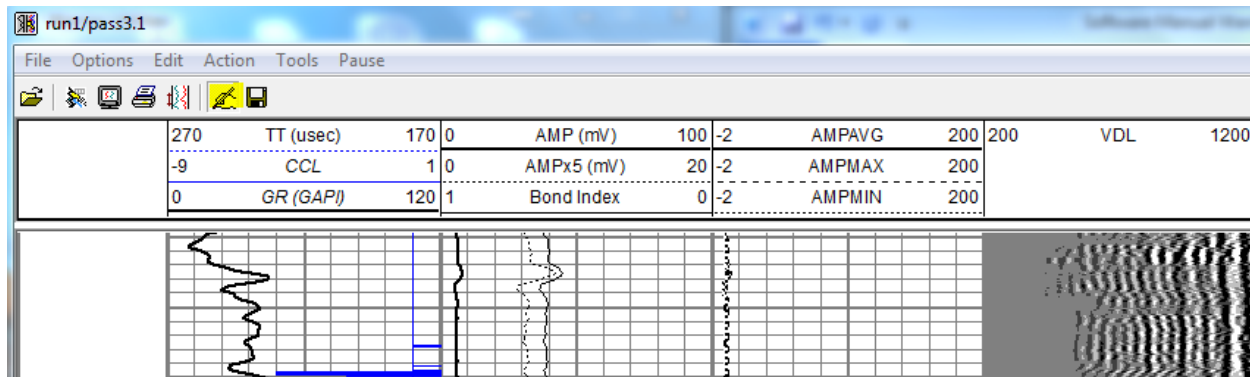 run1/pass3.1
File Options Edit Action Tools Pause
270 TT (usec) 170 0 AMP (mV) 100 -2 AMPAVG 200 200 VDL 1200
-9 CCL 1 0 AMPx5 (mV) 20 -2 AMPMAX 200
0 GR (GAPI) 120 1 Bond Index 0 -2 AMPMIN 200